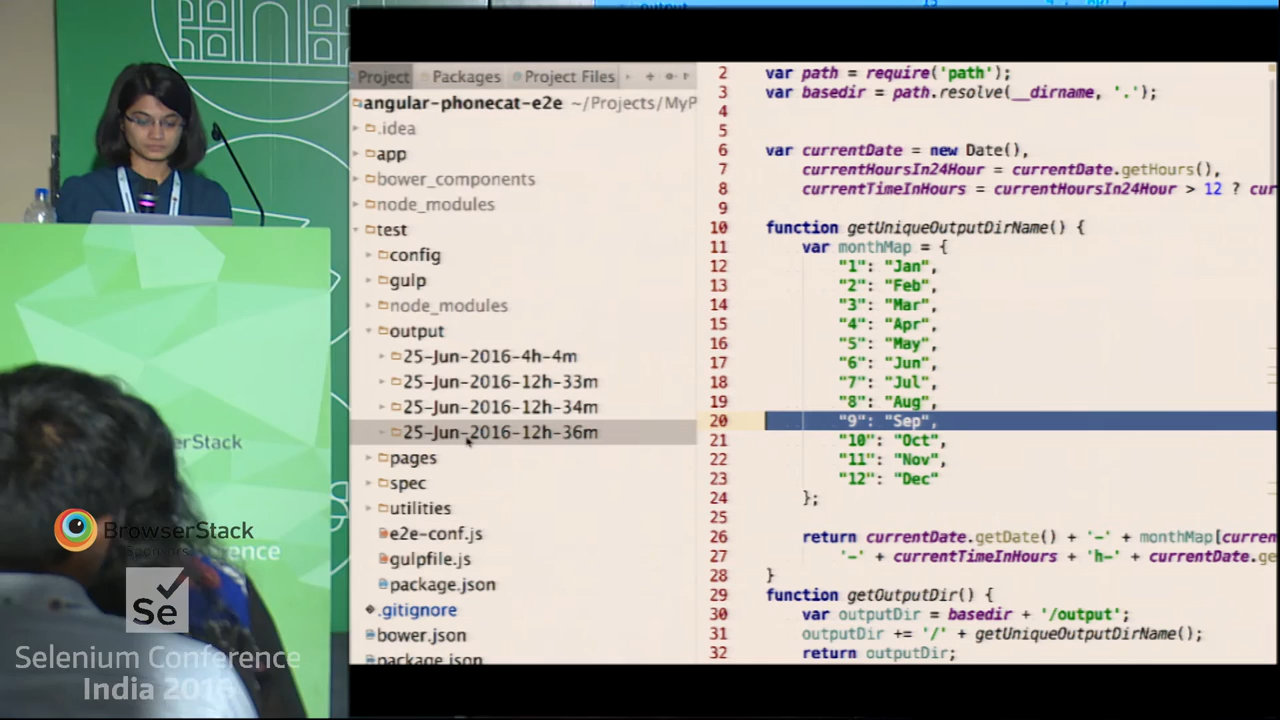 output
Project Packages Project Files
angular-phonecat-e2e ~/Projects/MyP
.idea
app
bower_components
node_modules
test
config
gulp
node_modules
output
25-Jun-2016-4h-4m
25-Jun-2016-12h-33m
25-Jun-2016-12h-34m
25-Jun-2016-12h-36m
pages
spec
utilities
e2e-conf.js
gulpfile.js
package.json
.gitignore
bower.json
package.json
2 var path = require('path');
3 var basedir = path.resolve(__dirname, '.');
4
5
6 var currentDate = new Date(),
7 currentHoursIn24Hour = currentDate.getHours(),
8 currentTimeInHours = currentHoursIn24Hour > 12 ? cur
9
10 function getUniqueOutputDirName() {
11 var monthMap = {
12 "1": "Jan",
13 "2": "Feb",
14 "3": "Mar",
15 "4": "Apr",
16 "5": "May",
17 "6": "Jun",
18 "7": "Jul",
19 "8": "Aug",
20 "9": "Sep",
21 "10": "Oct",
22 "11": "Nov",
23 "12": "Dec"
24 };
25
26 return currentDate.getDate() + '-' + monthMap[curren
27 '-' + currentTimeInHours + 'h-' + currentDate.ge
28 }
29 function getOutputDir() {
30 var outputDir = basedir + '/output';
31 outputDir += '/' + getUniqueOutputDirName();
32 return outputDir;
BrowserStack
Sponsors
Se
Selenium Conference
India 2016